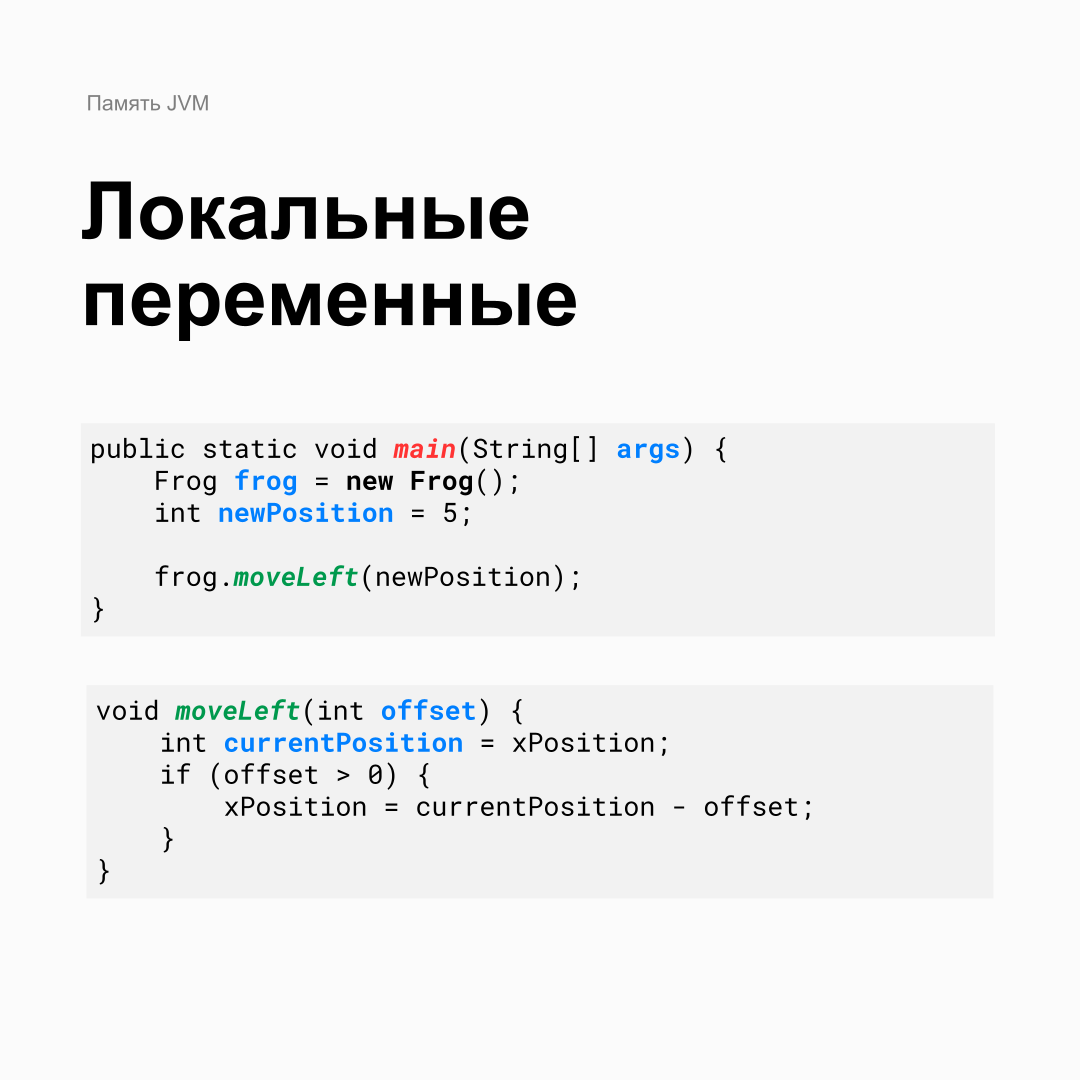 Память JVM
Локальные
переменные
public static void main(String[] args) {
    Frog frog = new Frog();
    int newPosition = 5;

    frog.moveLeft(newPosition);
}
void moveLeft(int offset) {
    int currentPosition = xPosition;
    if (offset > 0) {
        xPosition = currentPosition - offset;
    }
}